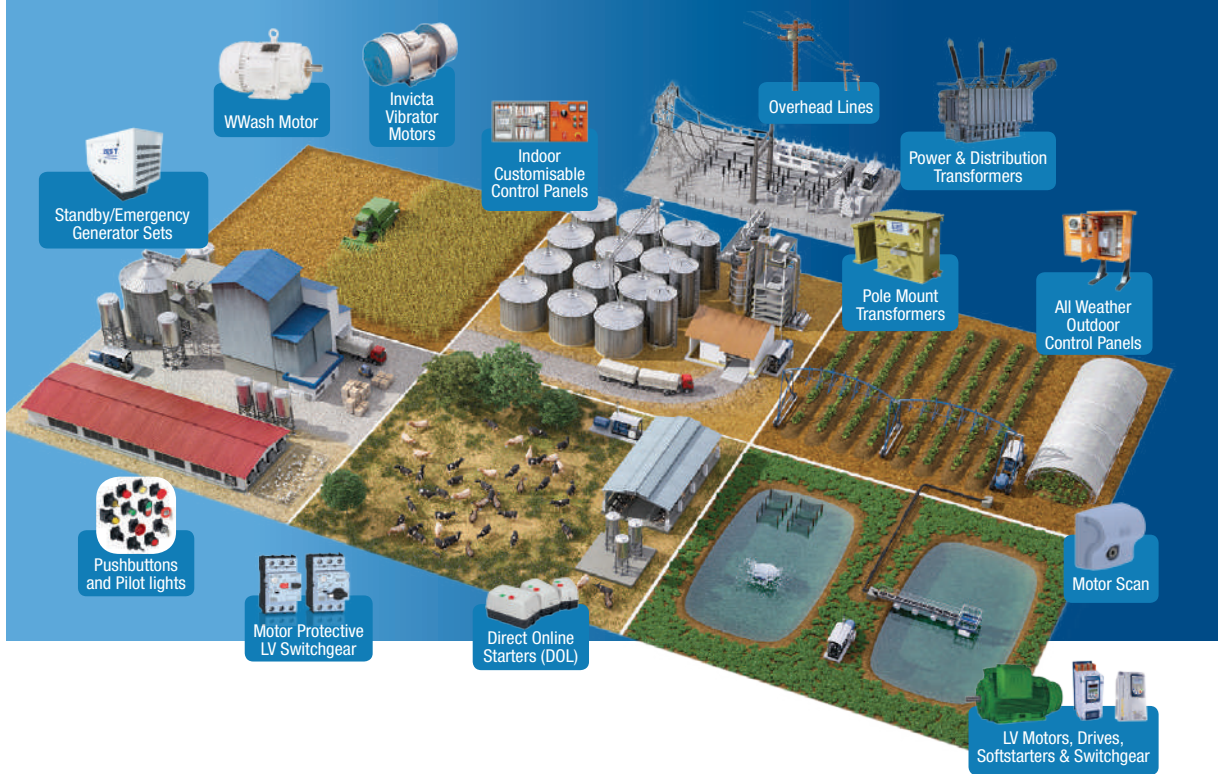 WWash Motor
Invicta
Vibrator
Motors
Indoor
Customisable
Control Panels
Overhead Lines
Power & Distribution
Transformers
Standby/Emergency
Generator Sets
Pole Mount
Transformers
All Weather
Outdoor
Control Panels
Pushbuttons
and Pilot lights
Motor Protective
LV Switchgear
Direct Online
Starters (DOL)
Motor Scan
LV Motors, Drives,
Softstarters & Switchgear